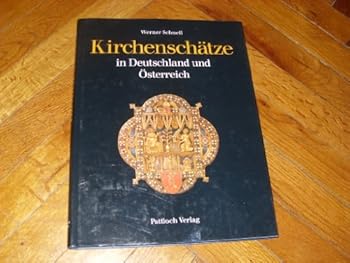 Werner Schnell
Kirchenschätze
in Deutschland und
Österreich
Pattloch Verlag